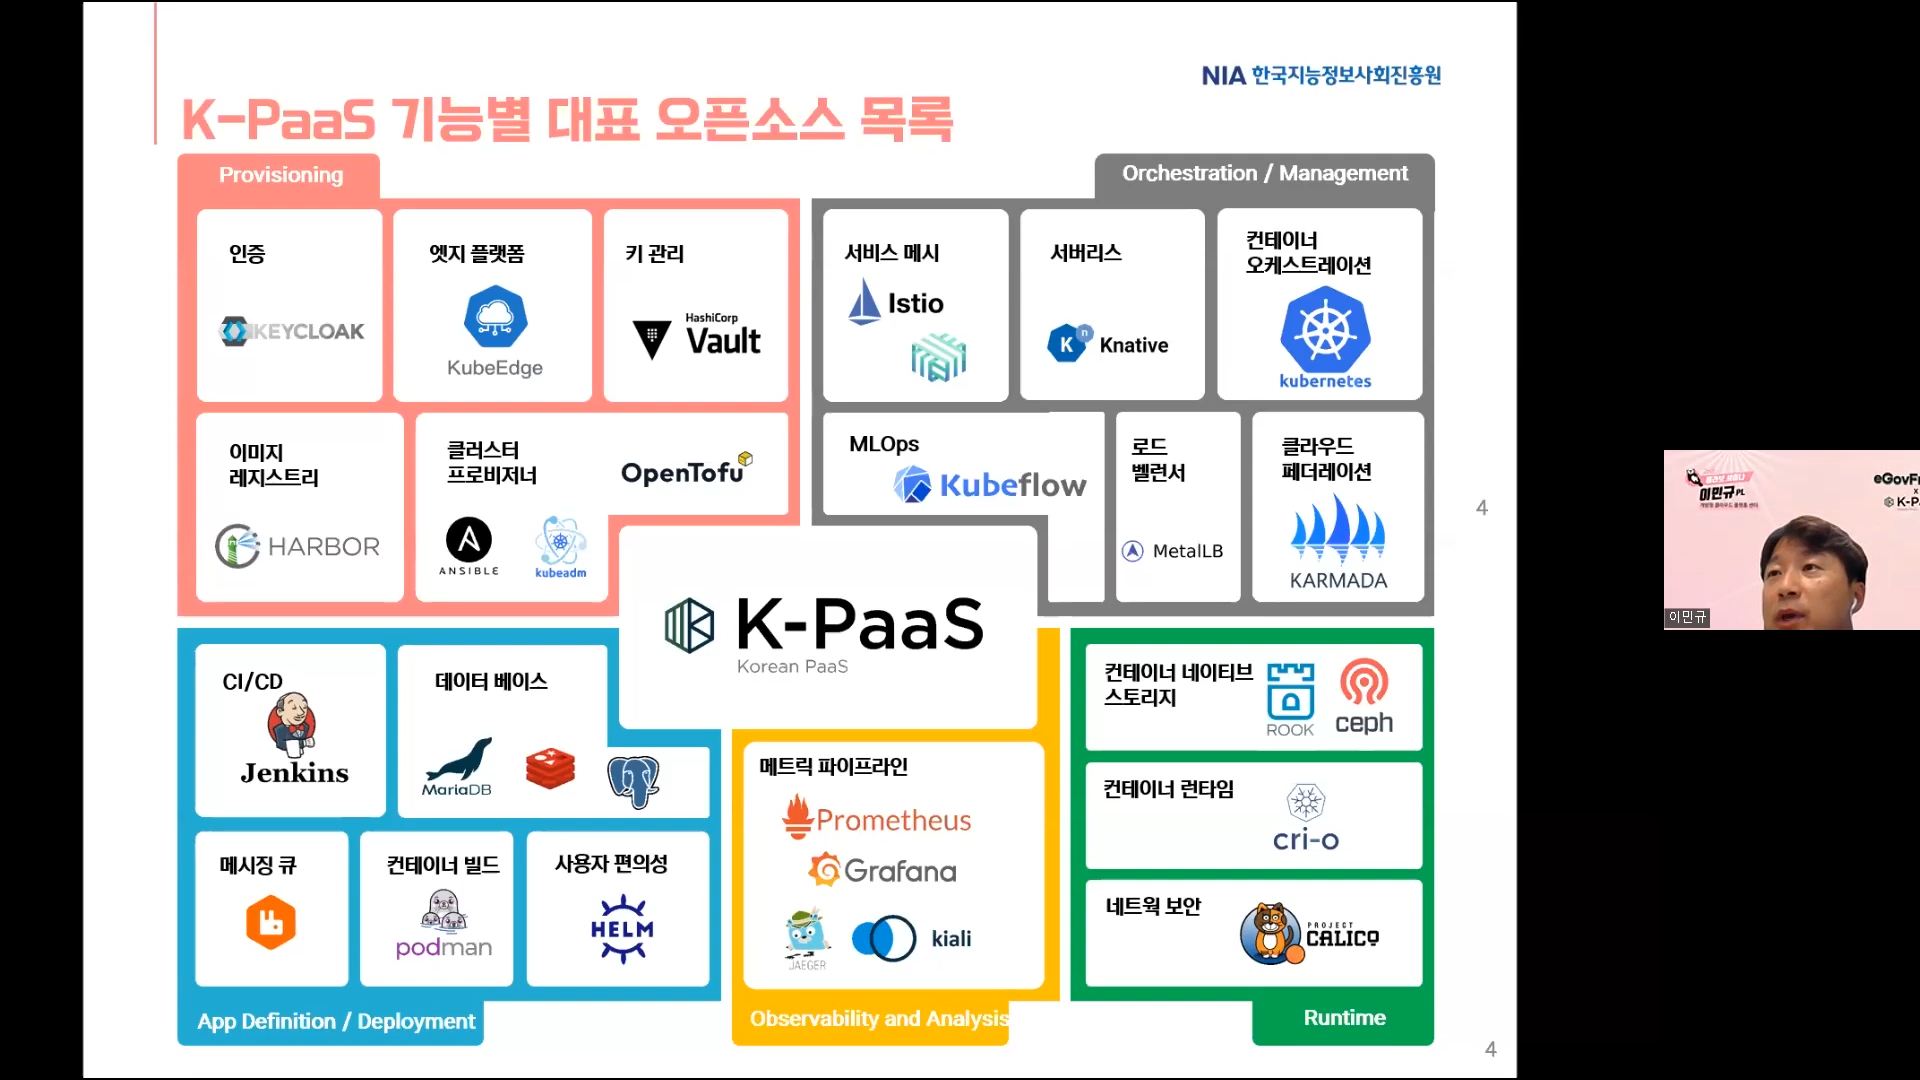 NIA 한국지능정보사회진흥원
K-PaaS 기능별 대표 오픈소스 목록
Provisioning
인증
KEYCLOAK
엣지 플랫폼
KubeEdge
키 관리
HashiCorp
Vault
이미지
레지스트리
HARBOR
클러스터
프로비저너
ANSIBLE
kubeadm
OpenTofu
Orchestration / Management
서비스 메시
Istio
서버리스
K n Knative
컨테이너
오케스트레이션
kubernetes
MLOps
Kubeflow
로드
벨런서
MetalLB
클라우드
페더레이션
KARMADA
4
K-PaaS
Korean PaaS
CI/CD
Jenkins
데이터 베이스
MariaDB
메시징 큐
컨테이너 빌드
podman
사용자 편의성
HELM
App Definition / Deployment
메트릭 파이프라인
Prometheus
Grafana
JAEGER
kiali
Observability and Analysis
컨테이너 네이티브
스토리지
ROOK
ceph
컨테이너 런타임
cri-o
네트웍 보안
PROJECT
CALICO
Runtime
4
이민규 PL
eGovFr
x
K-P
이민규